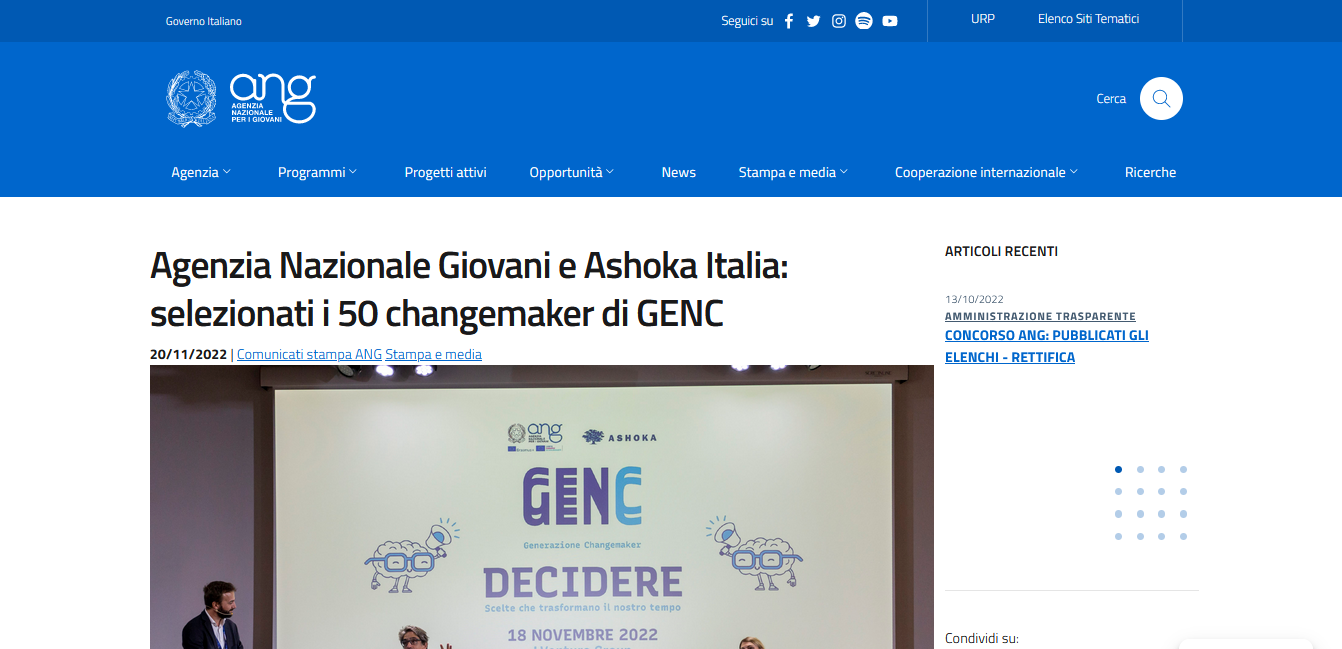 Governo Italiano
Seguici su
URP
Elenco Siti Tematici
ang
AGENZIA
NAZIONALE
PER I GIOVANI
Cerca
Agenzia
Programmi
Progetti attivi
Opportunità
News
Stampa e media
Cooperazione internazionale
Ricerche
Agenzia Nazionale Giovani e Ashoka Italia:
selezionati i 50 changemaker di GENC
20/11/2022 | Comunicati stampa ANG Stampa e media
ang
ASHOKA
GENC
Generazione Changemaker
DECIDERE
Scelte che trasformano il nostro tempo
18 NOVEMBRE 2022
ARTICOLI RECENTI
13/10/2022
AMMINISTRAZIONE TRASPARENTE
CONCORSO ANG: PUBBLICATI GLI
ELENCHI - RETTIFICA
Condividi su: